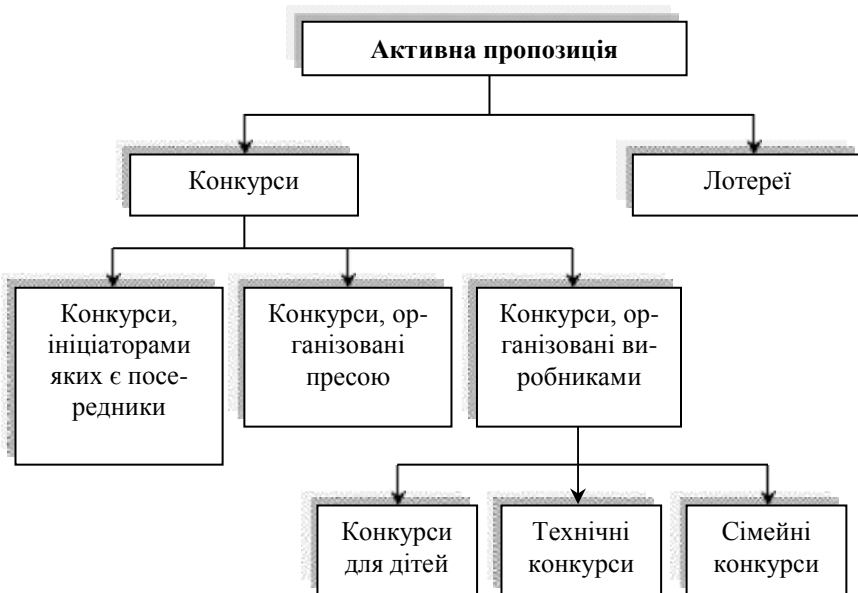 Активна пропозиція
Конкурси
Лотереї
Конкурси,
ініціаторами
яких є посе-
редники
Конкурси, ор-
ганізовані
пресою
Конкурси, ор-
ганізовані ви-
робниками
Конкурси
для дітей
Технічні
конкурси
Сімейні
конкурси